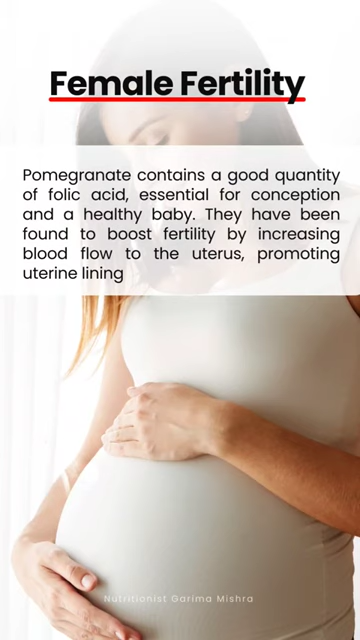 Female Fertility
Pomegranate contains a good quantity
of folic acid, essential for conception
and a healthy baby. They have been
found to boost fertility by increasing
blood flow to the uterus, promoting
uterine lining
Nutritionist Garima Mishra